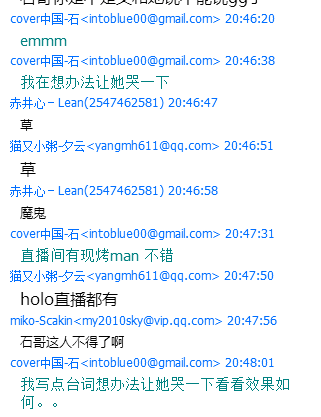 cover中国-石<intoblue00@gmail.com> 20:46:20
emmm
cover中国-石<intoblue00@gmail.com> 20:46:38
我在想办法让她哭一下
赤井心－Lean(2547462581) 20:46:47
草
猫又小粥-夕云<yangmh611@qq.com> 20:46:51
草
赤井心－Lean(2547462581) 20:46:58
魔鬼
cover中国-石<intoblue00@gmail.com> 20:47:31
直播间有现烤man 不错
猫又小粥-夕云<yangmh611@qq.com> 20:47:50
holo直播都有
miko-Scakin<my2010sky@vip.qq.com> 20:47:56
石哥这人不得了啊
cover中国-石<intoblue00@gmail.com> 20:48:01
我写点台词想办法让她哭一下看看效果如
何。。